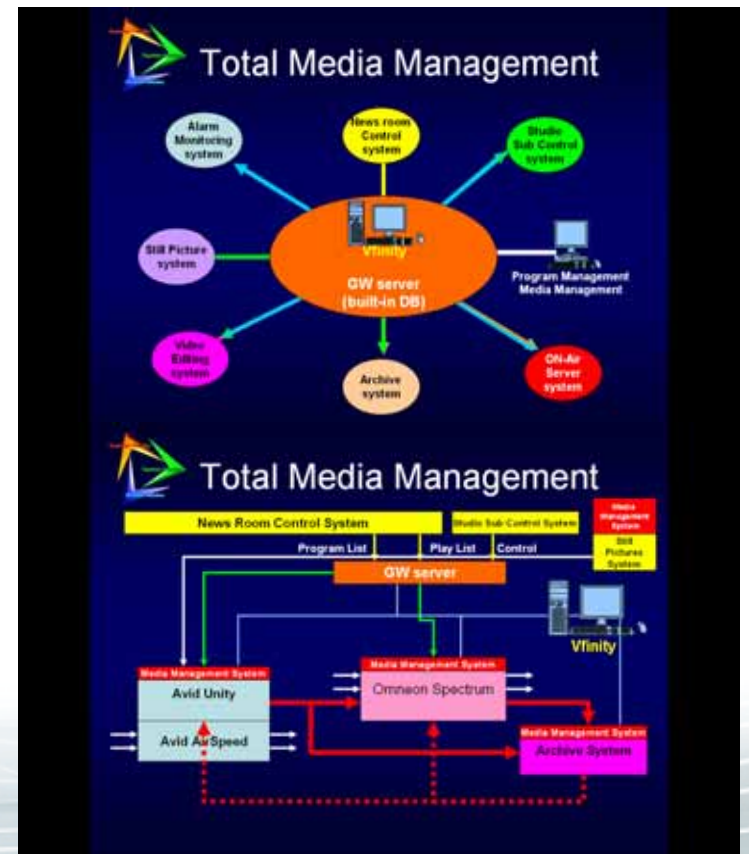 Total Media Management
Alarm
Monitoring
system
News room
Control
system
Studio
Sub Control
system
Vfinity
GW server
(built-in DB)
Still Picture
system
Program Management
Media Management
Video
Editing
system
Archive
system
ON-Air
Server
system
Total Media Management
News Room Control System
Studio Sub Control System
Media
Management
System
Still
Pictures
System
Program List
Play List
Control
GW server
Vfinity
Media Management System
Avid Unity
Avid AirSpeed
Media Management System
Omneon Spectrum
Media Management System
Archive System